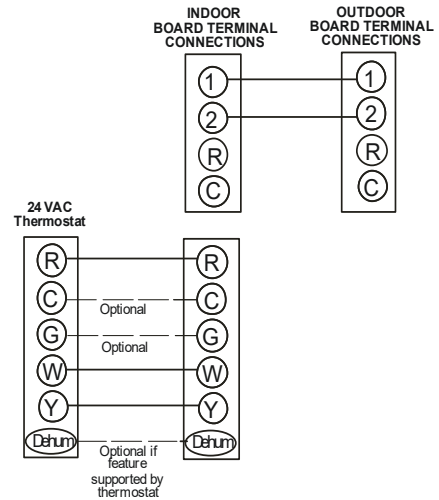 INDOOR
BOARD TERMINAL
CONNECTIONS
OUTDOOR
BOARD TERMINAL
CONNECTIONS
1 1
2 2
R R
C C
24 VAC
Thermostat
R R
C C
Optional
G G
Optional
W W
Y Y
Dehum Dehum
Optional if
feature
supported by
thermostat